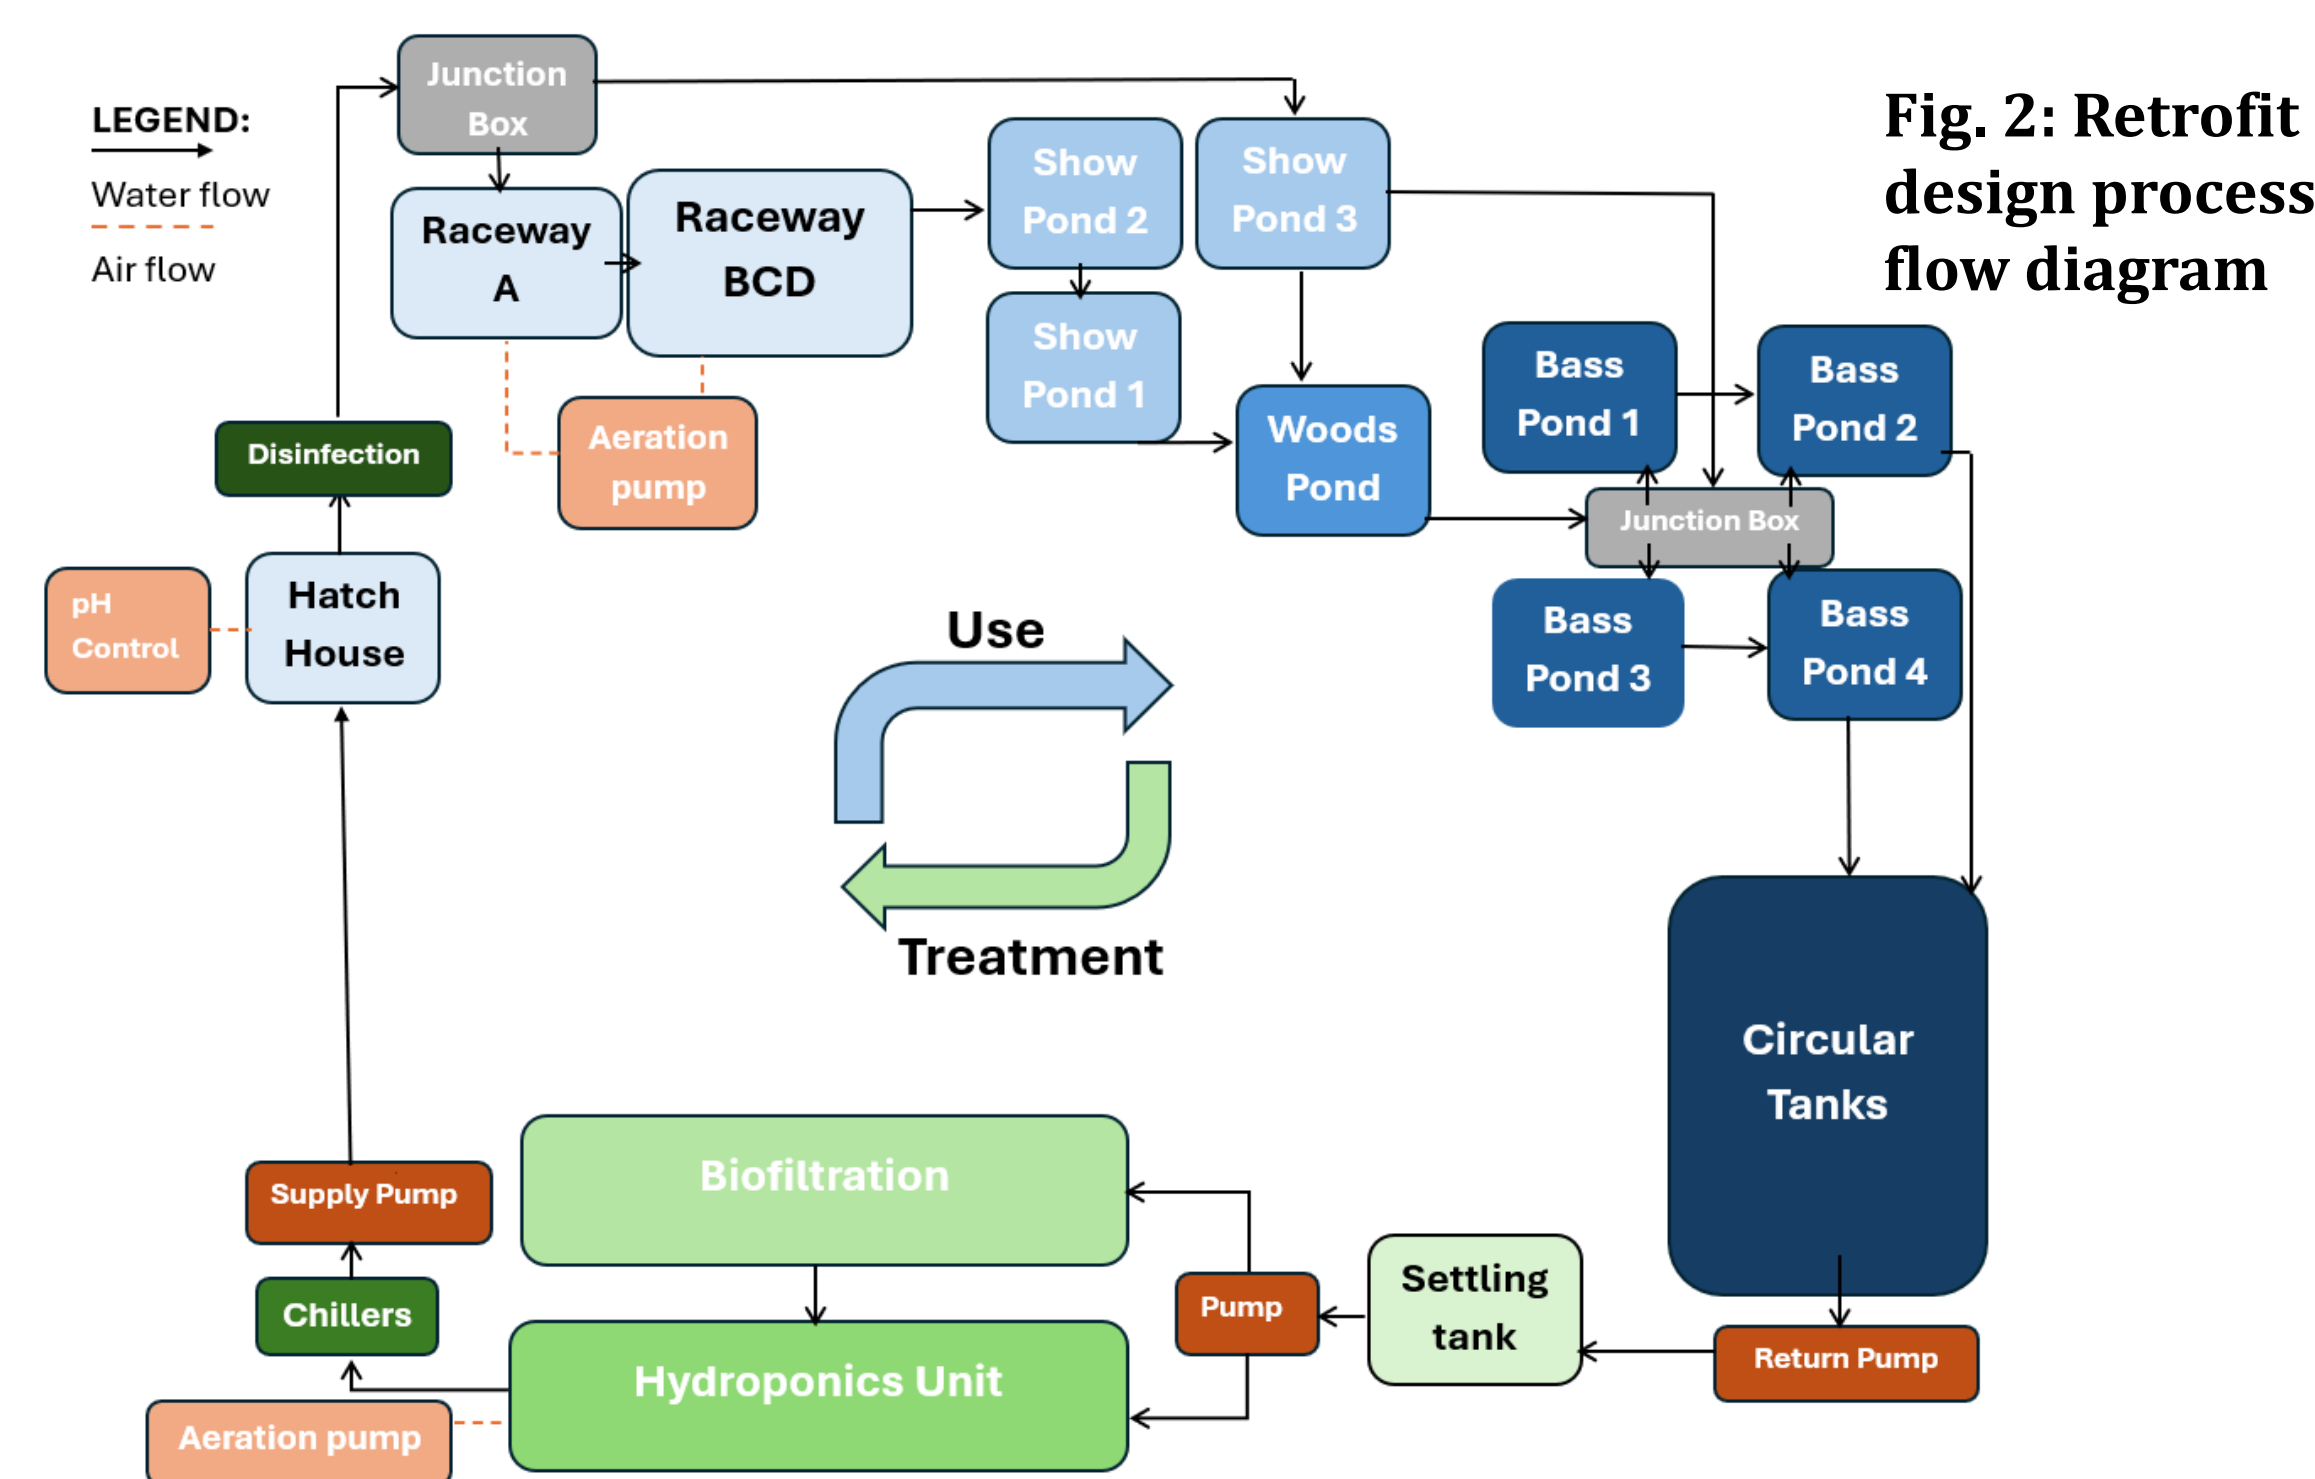 Junction
Box
LEGEND:
Water flow
Air flow
Fig. 2: Retrofit
design process
flow diagram
Raceway
A
Raceway
BCD
Show
Pond 2
Show
Pond 3
Show
Pond 1
Aeration
pump
Woods
Pond
Bass
Pond 1
Bass
Pond 2
Junction Box
Bass
Pond 3
Bass
Pond 4
Disinfection
pH
Control
Hatch
House
Use
Treatment
Circular
Tanks
Supply Pump
Biofiltration
Chillers
Hydroponics Unit
Pump
Settling
tank
Return Pump
Aeration pump